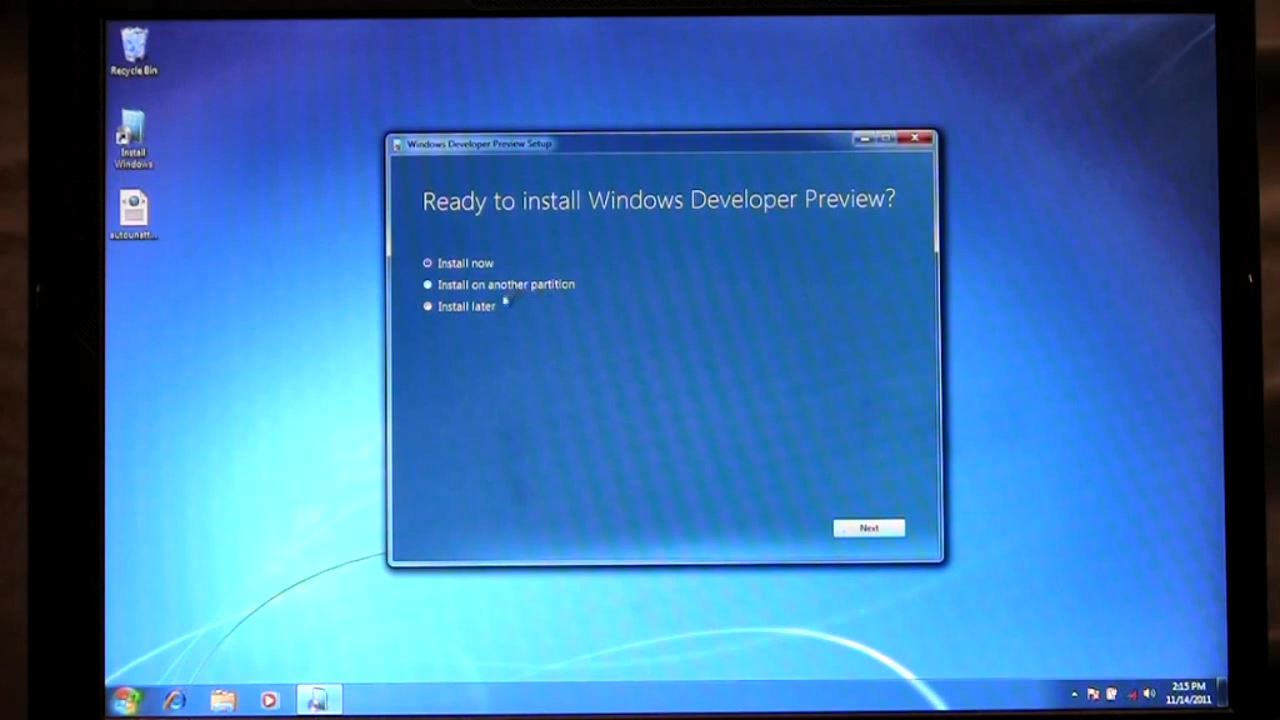 Recycle Bin
Install
Windows
autounatt...
Windows Developer Preview Setup
Ready to install Windows Developer Preview?
Install now
Install on another partition
Install later
Next
2:15 PM
11/14/2011